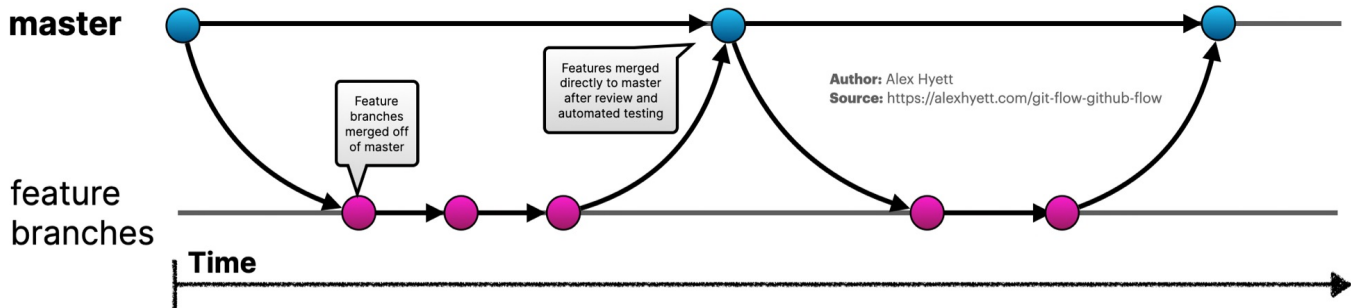 master
Feature
branches
merged off
of master
Features merged
directly to master
after review and
automated testing
Author: Alex Hyett
Source: https://alexhyett.com/git-flow-github-flow
feature
branches
Time